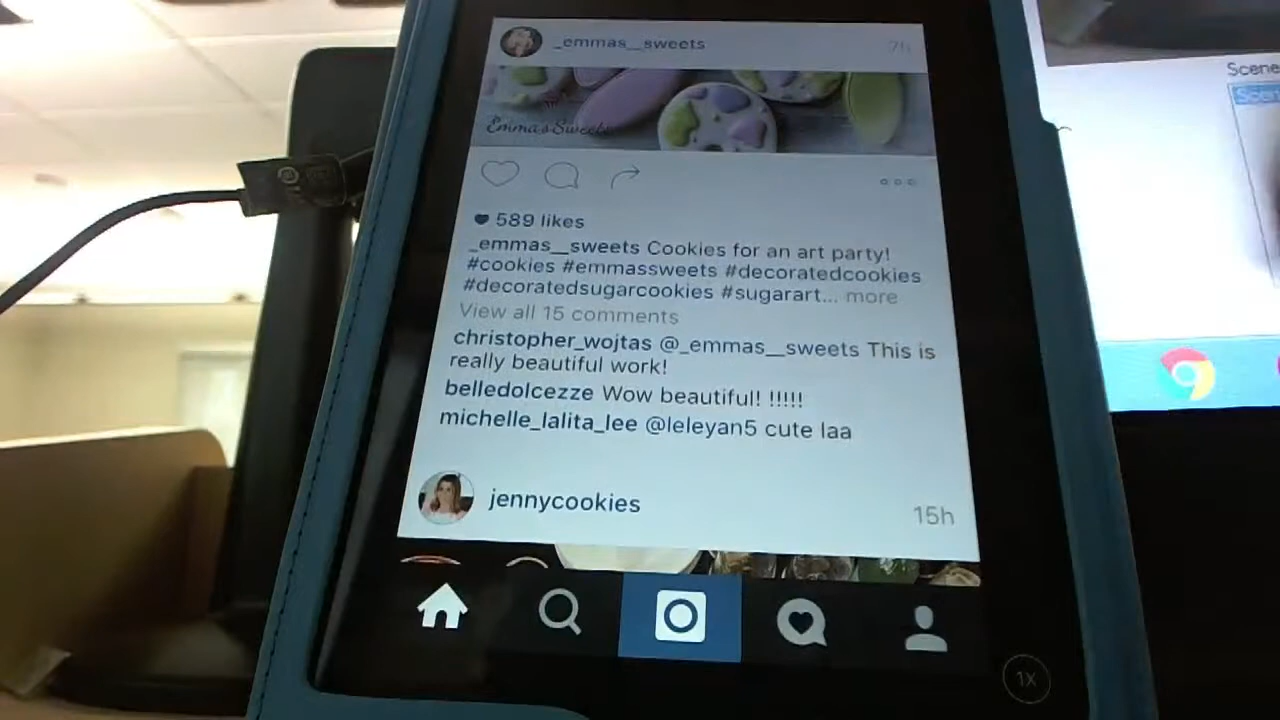 _emmas__sweets 7h
Emma's Sweets
589 likes
_emmas__sweets Cookies for an art party!
#cookies #emmassweets #decoratedcookies
#decoratedsugarcookies #sugarart... more
View all 15 comments
christopher_wojtas @_emmas__sweets This is
really beautiful work!
belledolcezze Wow beautiful! !!!!!
michelle_lalita_lee @leleyan5 cute laa
jennycookies 15h
1X
Scene